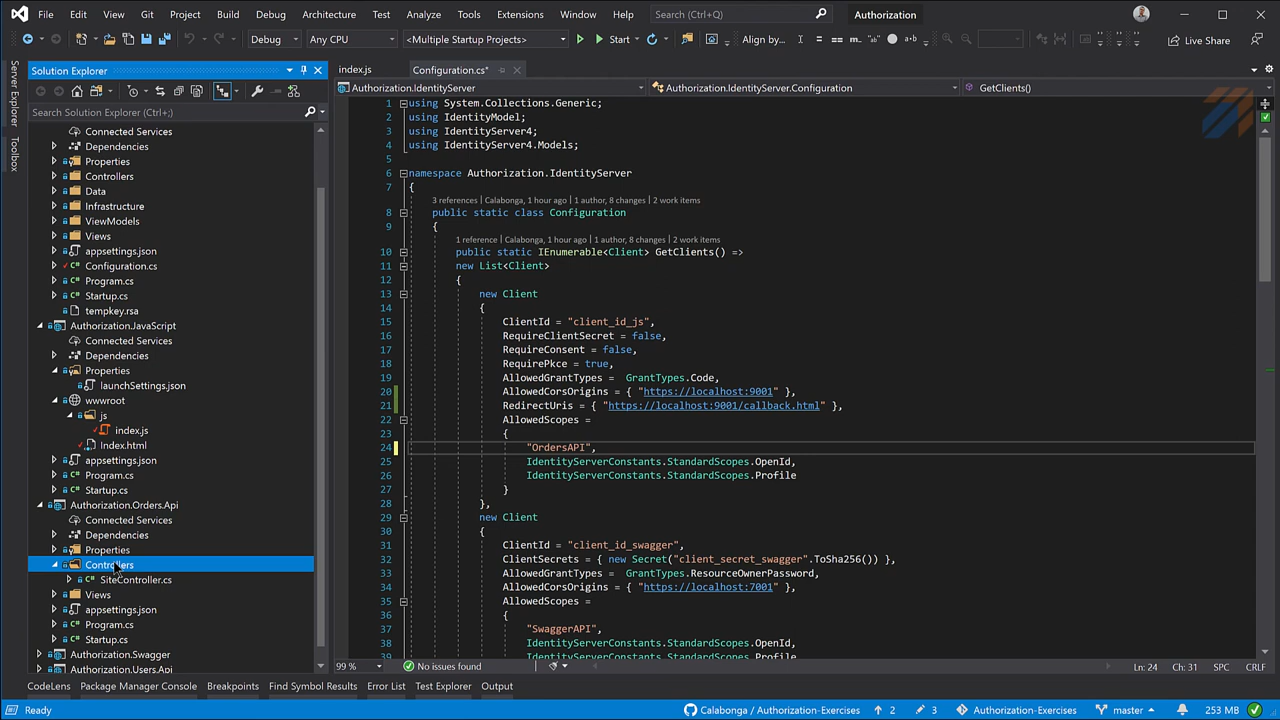 File Edit View Git Project Build Debug Architecture Test Analyze Tools Extensions Window Help Search (Ctrl+Q) Authorization
Debug Any CPU <Multiple Startup Projects> Start Align by... Live Share
Server Explorer
Toolbox
Solution Explorer
Search Solution Explorer (Ctrl+;)
Connected Services
Dependencies
Properties
Controllers
Data
Infrastructure
ViewModels
Views
appsettings.json
Configuration.cs
Program.cs
Startup.cs
tempkey.rsa
Authorization.JavaScript
Connected Services
Dependencies
Properties
launchSettings.json
wwwroot
js
index.js
Index.html
appsettings.json
Program.cs
Startup.cs
Authorization.Orders.Api
Connected Services
Dependencies
Properties
Controllers
SiteController.cs
Views
appsettings.json
Program.cs
Startup.cs
Authorization.Swagger
Authorization.Users.Api
index.js Configuration.cs*
Authorization.IdentityServer Authorization.IdentityServer.Configuration GetClients()
1 using System.Collections.Generic;
2 using IdentityModel;
3 using IdentityServer4;
4 using IdentityServer4.Models;
5
6 namespace Authorization.IdentityServer
7 {
3 references | Calabonga, 1 hour ago | 1 author, 8 changes | 2 work items
8 public static class Configuration
9 {
1 reference | Calabonga, 1 hour ago | 1 author, 8 changes | 2 work items
10 public static IEnumerable<Client> GetClients() =>
11 new List<Client>
12 {
13 new Client
14 {
15 ClientId = "client_id_js",
16 RequireClientSecret = false,
17 RequireConsent = false,
18 RequirePkce = true,
19 AllowedGrantTypes = GrantTypes.Code,
20 AllowedCorsOrigins = { "https://localhost:9001" },
21 RedirectUris = { "https://localhost:9001/callback.html" },
22 AllowedScopes =
23 {
24 "OrdersAPI",
25 IdentityServerConstants.StandardScopes.OpenId,
26 IdentityServerConstants.StandardScopes.Profile
27 }
28 },
29 new Client
30 {
31 ClientId = "client_id_swagger",
32 ClientSecrets = { new Secret("client_secret_swagger".ToSha256()) },
33 AllowedGrantTypes = GrantTypes.ResourceOwnerPassword,
34 AllowedCorsOrigins = { "https://localhost:7001" },
35 AllowedScopes =
36 {
37 "SwaggerAPI",
38 IdentityServerConstants.StandardScopes.OpenId,
IdentityServerConstants.StandardScopes.Profile
99 % No issues found Ln: 24 Ch: 31 SPC CRLF
CodeLens Package Manager Console Breakpoints Find Symbol Results Error List Test Explorer Output
Ready Calabonga / Authorization-Exercises 2 3 Authorization-Exercises master 253 MB